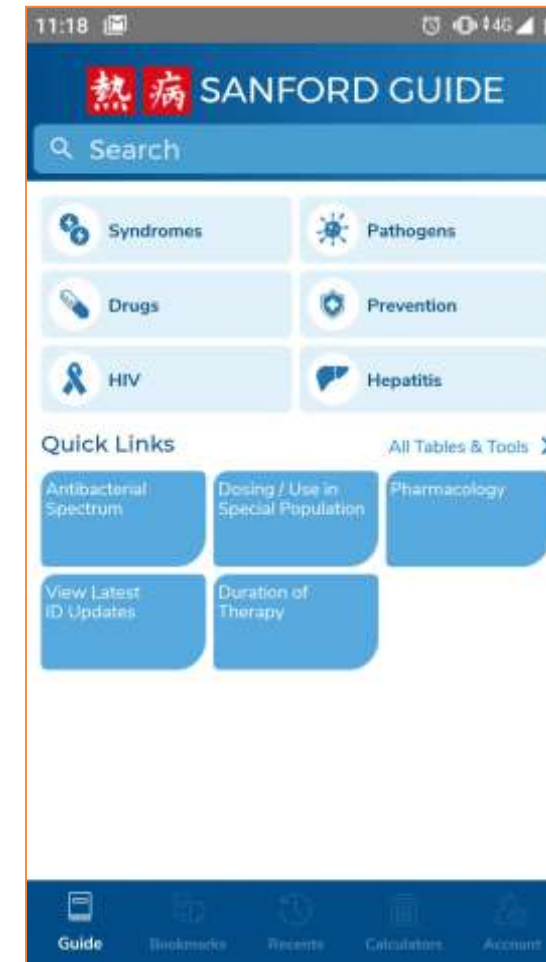 11:18
4G
熱 病 SANFORD GUIDE
Search
Syndromes
Pathogens
Drugs
Prevention
HIV
Hepatitis
Quick Links
All Tables & Tools
Antibacterial
Spectrum
Dosing / Use in
Special Population
Pharmacology
View Latest
ID Updates
Duration of
Therapy
Guide
Bookmarks
Recents
Calculators
Account